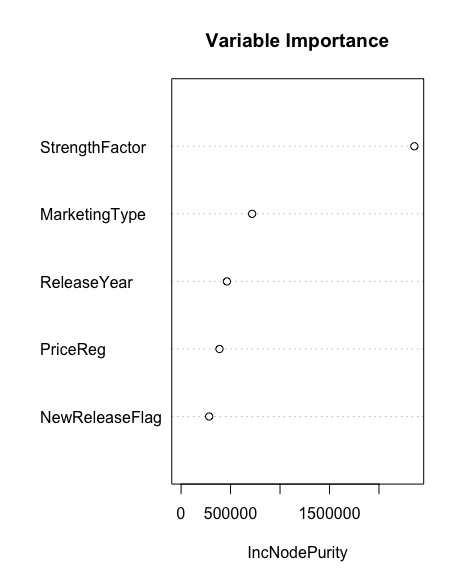 Variable Importance
StrengthFactor
MarketingType
ReleaseYear
PriceReg
NewReleaseFlag
0 500000 1500000
IncNodePurity